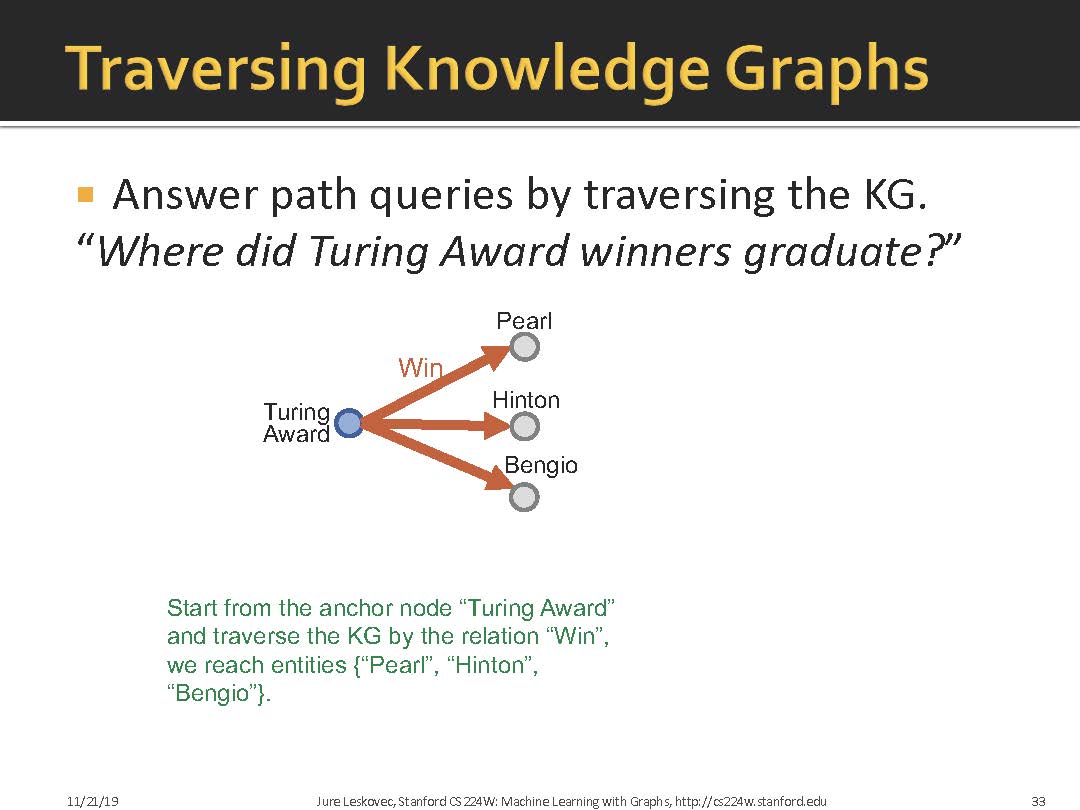 Traversing Knowledge Graphs
Answer path queries by traversing the KG.
“Where did Turing Award winners graduate?”
Pearl
Win
Hinton
Turing
Award
Bengio
Start from the anchor node “Turing Award”
and traverse the KG by the relation “Win”,
we reach entities {“Pearl”, “Hinton”,
“Bengio”}.
11/21/19
Jure Leskovec, Stanford CS224W: Machine Learning with Graphs, http://cs224w.stanford.edu
33